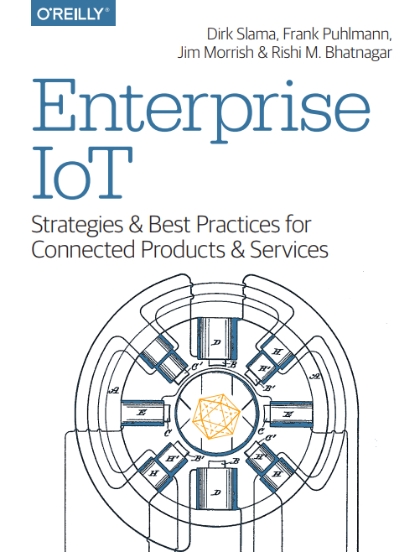 O'REILLY®
Dirk Slama, Frank Puhlmann,
Jim Morrish & Rishi M. Bhatnagar
Enterprise
IoT
Strategies & Best Practices for
Connected Products & Services
D
H
H
B
G'
B'
A
A
E
E'
C
C
G'
H'
H
B'
B
H
D